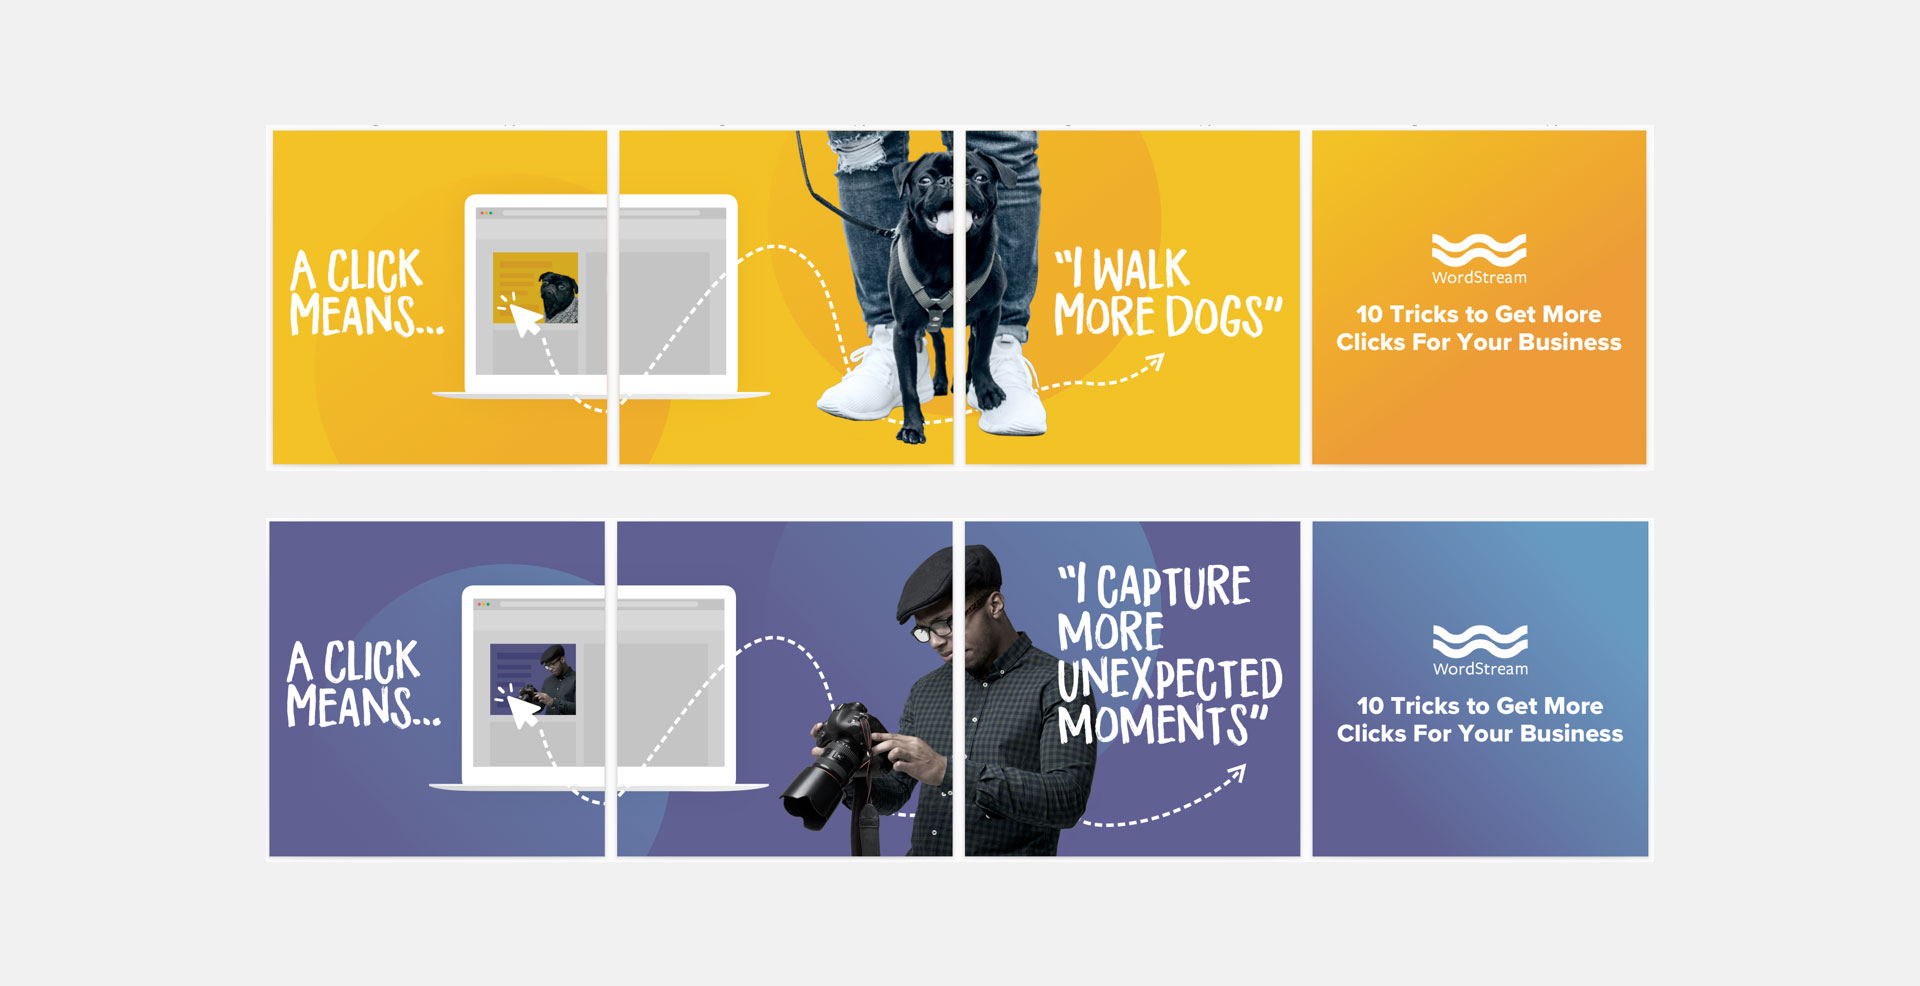 A CLICK
MEANS...
“I WALK
MORE DOGS”
WordStream
10 Tricks to Get More
Clicks For Your Business
A CLICK
MEANS...
“I CAPTURE
MORE
UNEXPECTED
MOMENTS”
WordStream
10 Tricks to Get More
Clicks For Your Business